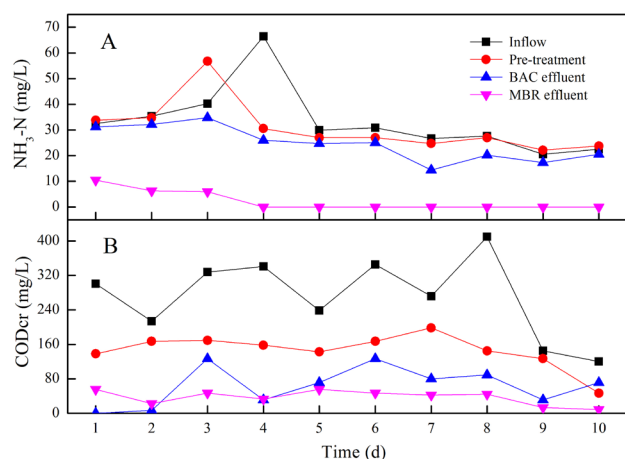 A
NH3-N (mg/L)
70
60
50
40
30
20
10
0
Inflow
Pre-treatment
BAC effluent
MBR effluent
B
CODcr (mg/L)
400
320
240
160
80
0
1 2 3 4 5 6 7 8 9 10
Time (d)